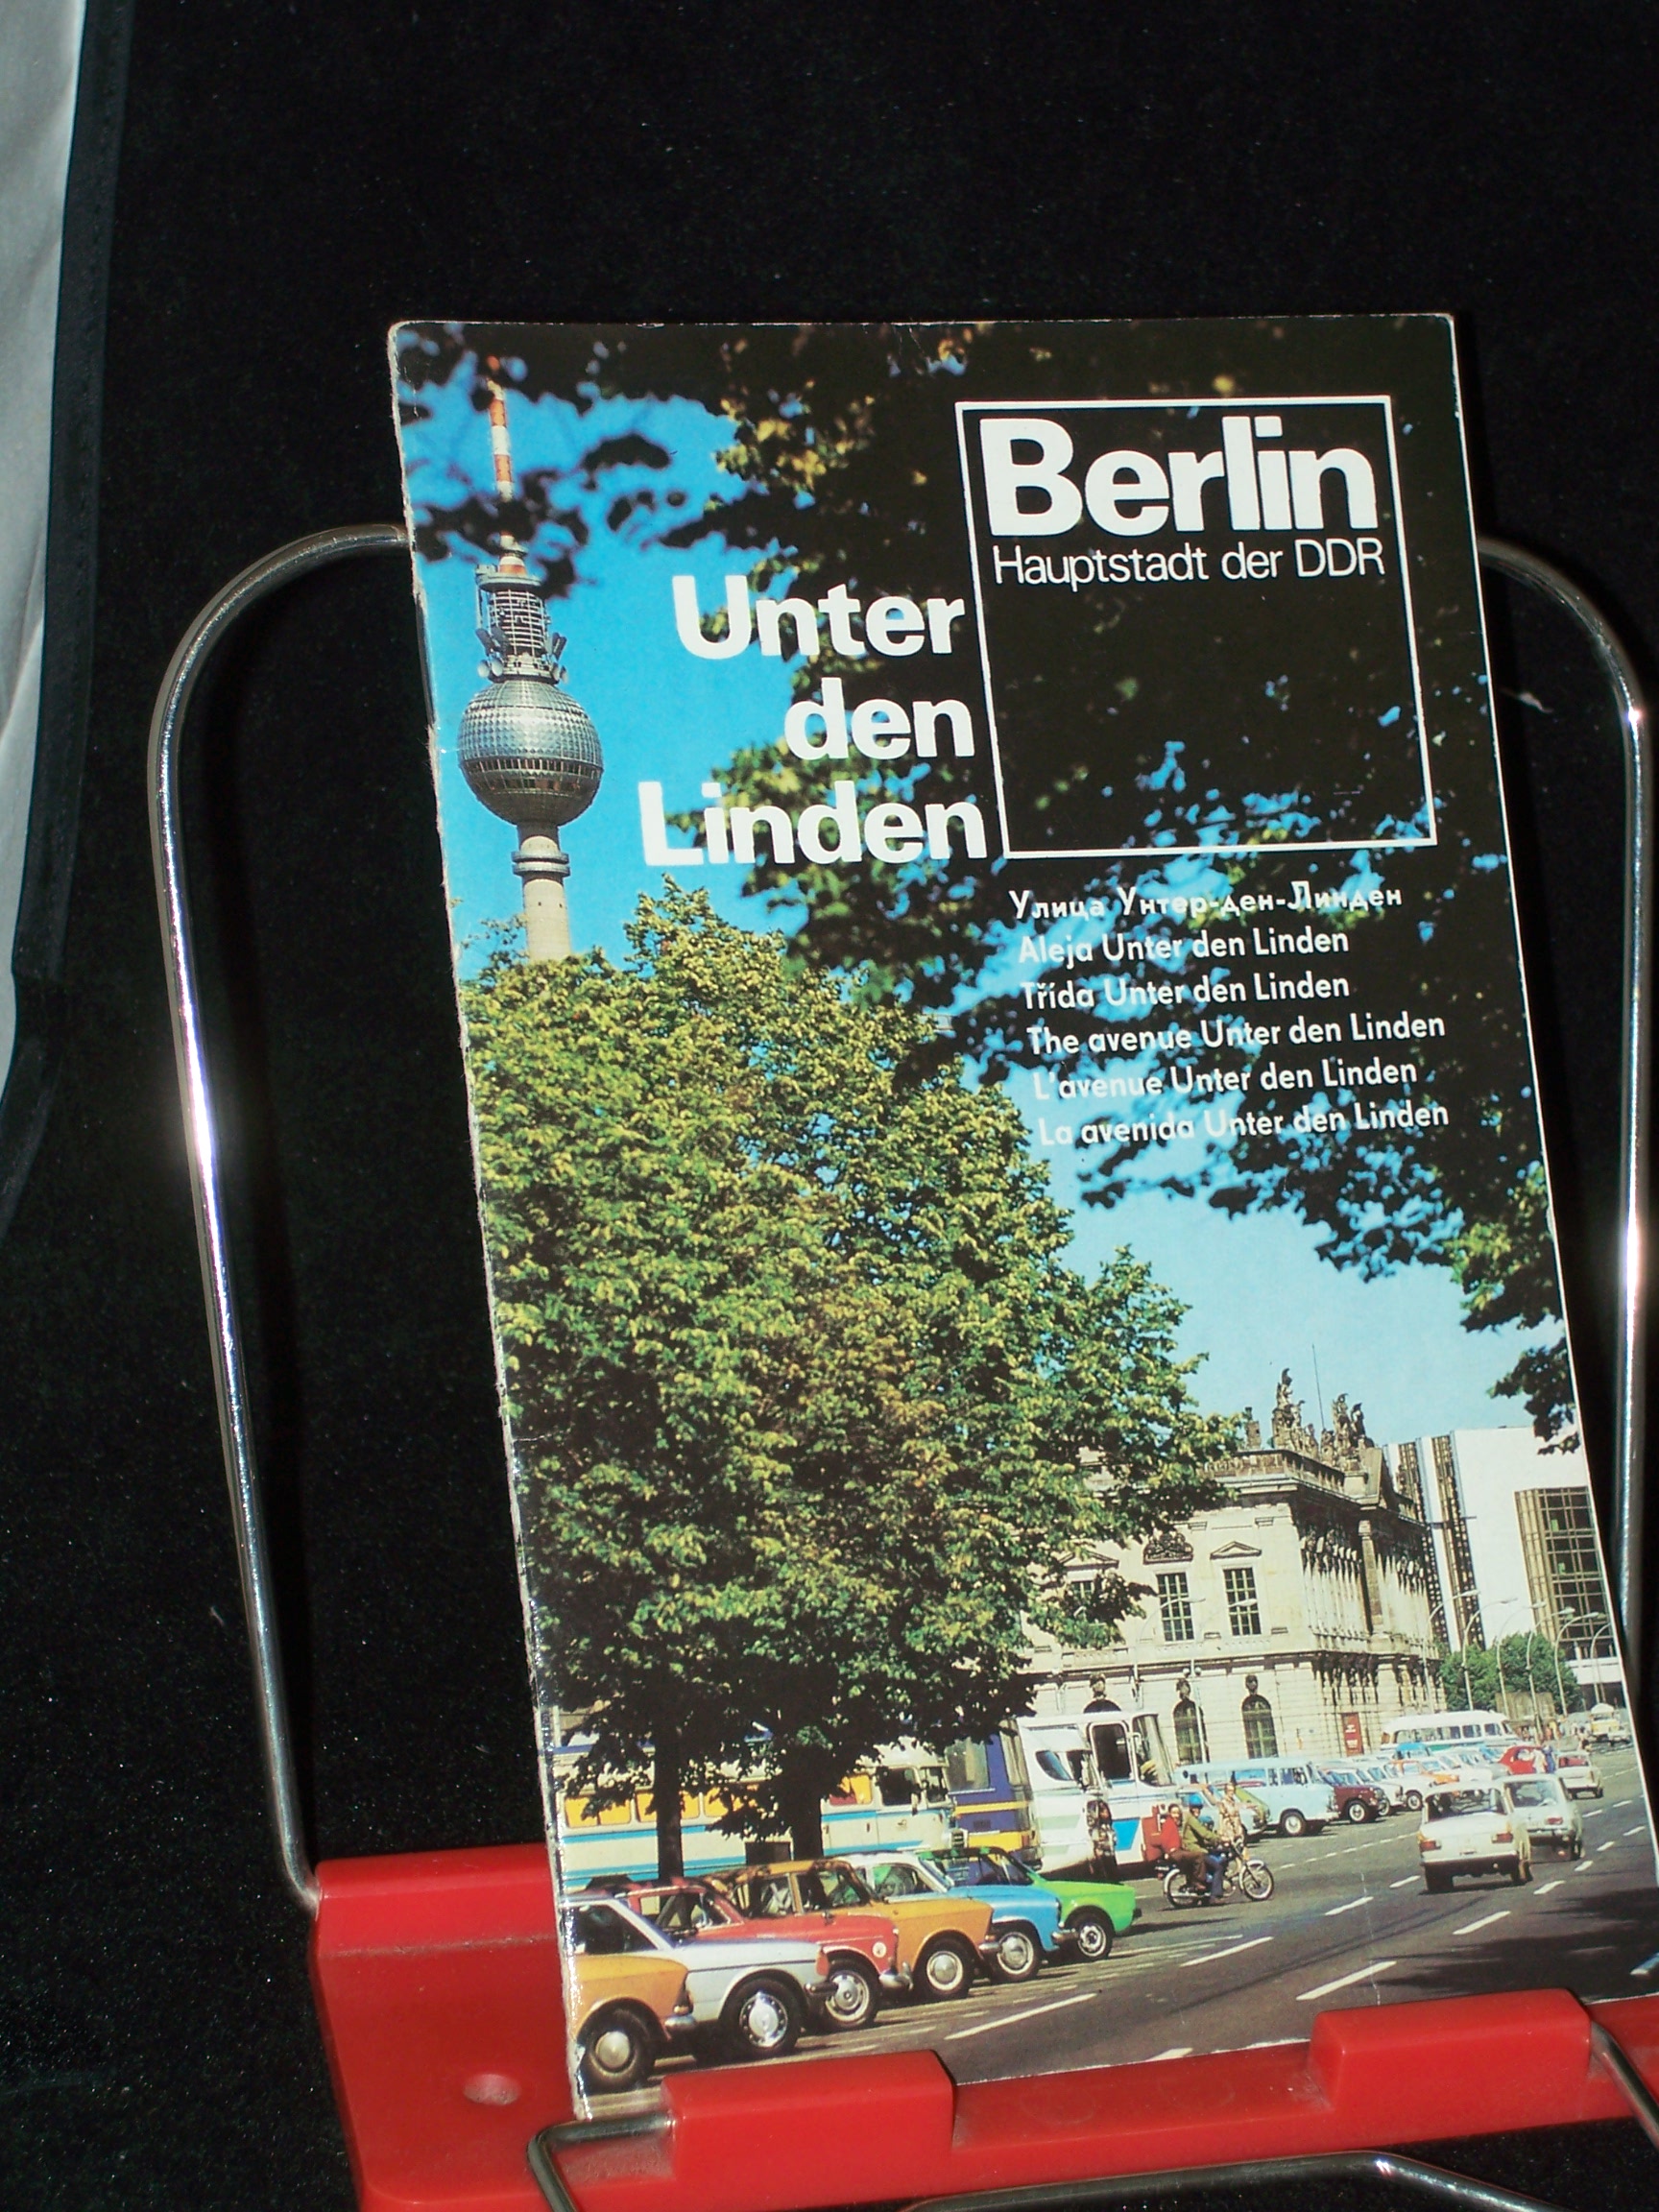 Berlin
Hauptstadt der DDR
Unter
den
Linden
Улица Унтер-ден-Линден
Aleja Unter den Linden
Třída Unter den Linden
The avenue Unter den Linden
L'avenue Unter den Linden
La avenida Unter den Linden